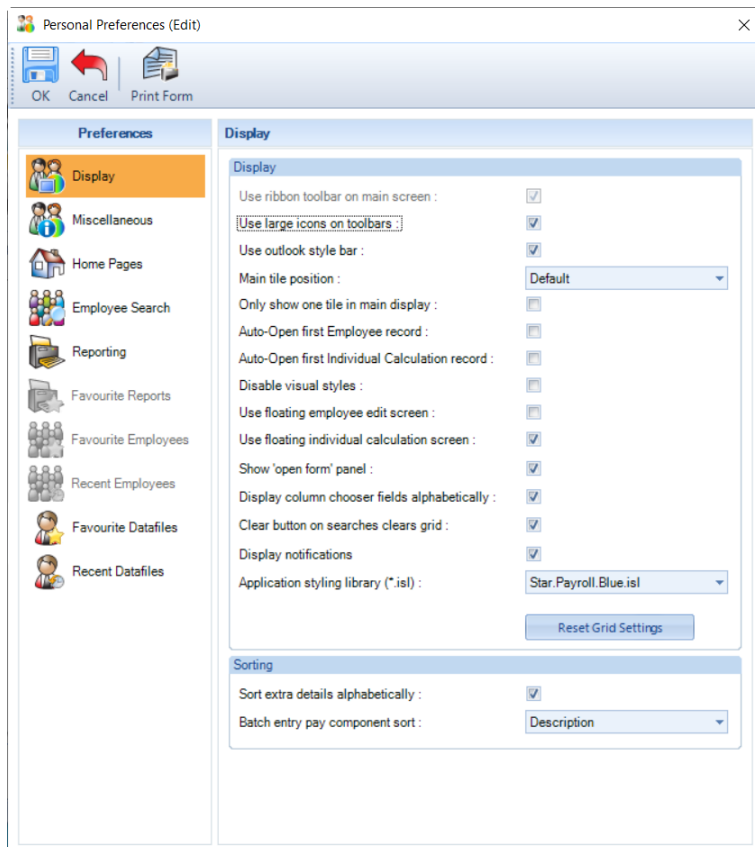 Personal Preferences (Edit)
OK Cancel Print Form
Preferences
Display
Miscellaneous
Home Pages
Employee Search
Reporting
Favourite Reports
Favourite Employees
Recent Employees
Favourite Datafiles
Recent Datafiles
Display
Display
Use ribbon toolbar on main screen :
Use large icons on toolbars :
Use outlook style bar :
Main tile position : Default
Only show one tile in main display :
Auto-Open first Employee record :
Auto-Open first Individual Calculation record :
Disable visual styles :
Use floating employee edit screen :
Use floating individual calculation screen :
Show 'open form' panel :
Display column chooser fields alphabetically :
Clear button on searches clears grid :
Display notifications
Application styling library (*.isl) : Star.Payroll.Blue.isl
Reset Grid Settings
Sorting
Sort extra details alphabetically :
Batch entry pay component sort : Description